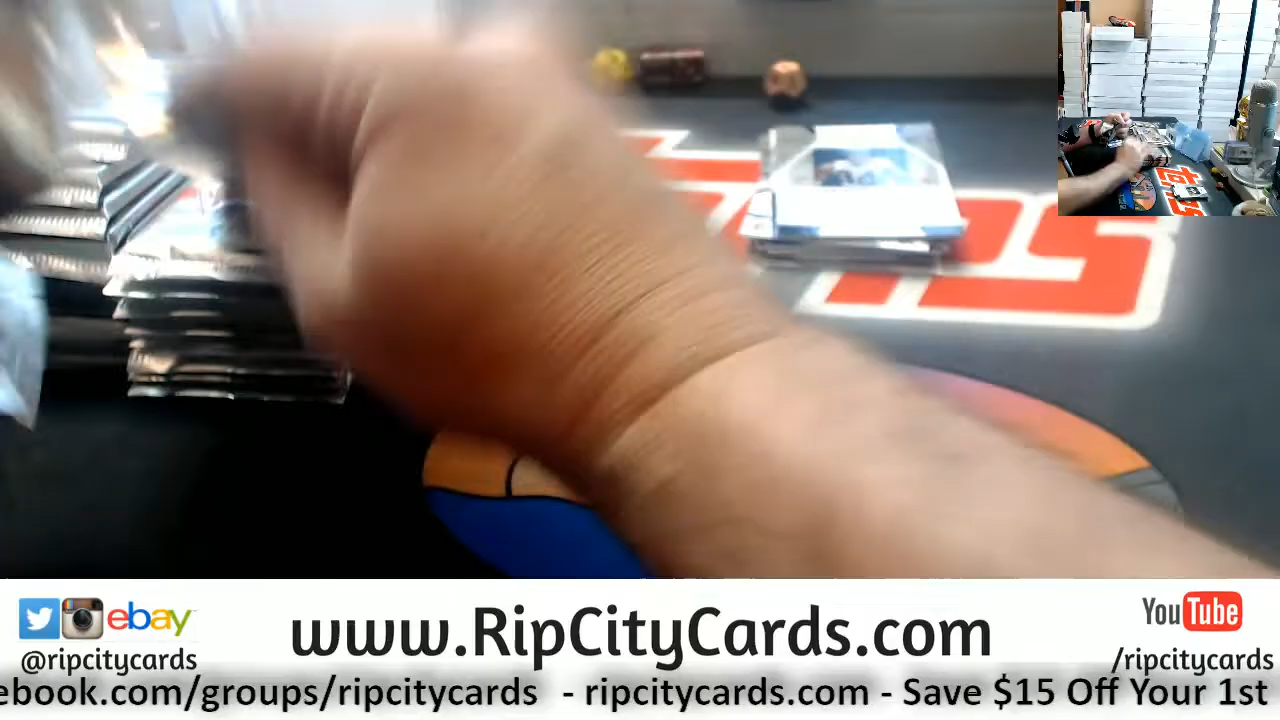 ebay
@ripcitycards
www.RipCityCards.com
YouTube
/ripcitycards
ebook.com/groups/ripcitycards - ripcitycards.com - Save $15 Off Your 1st